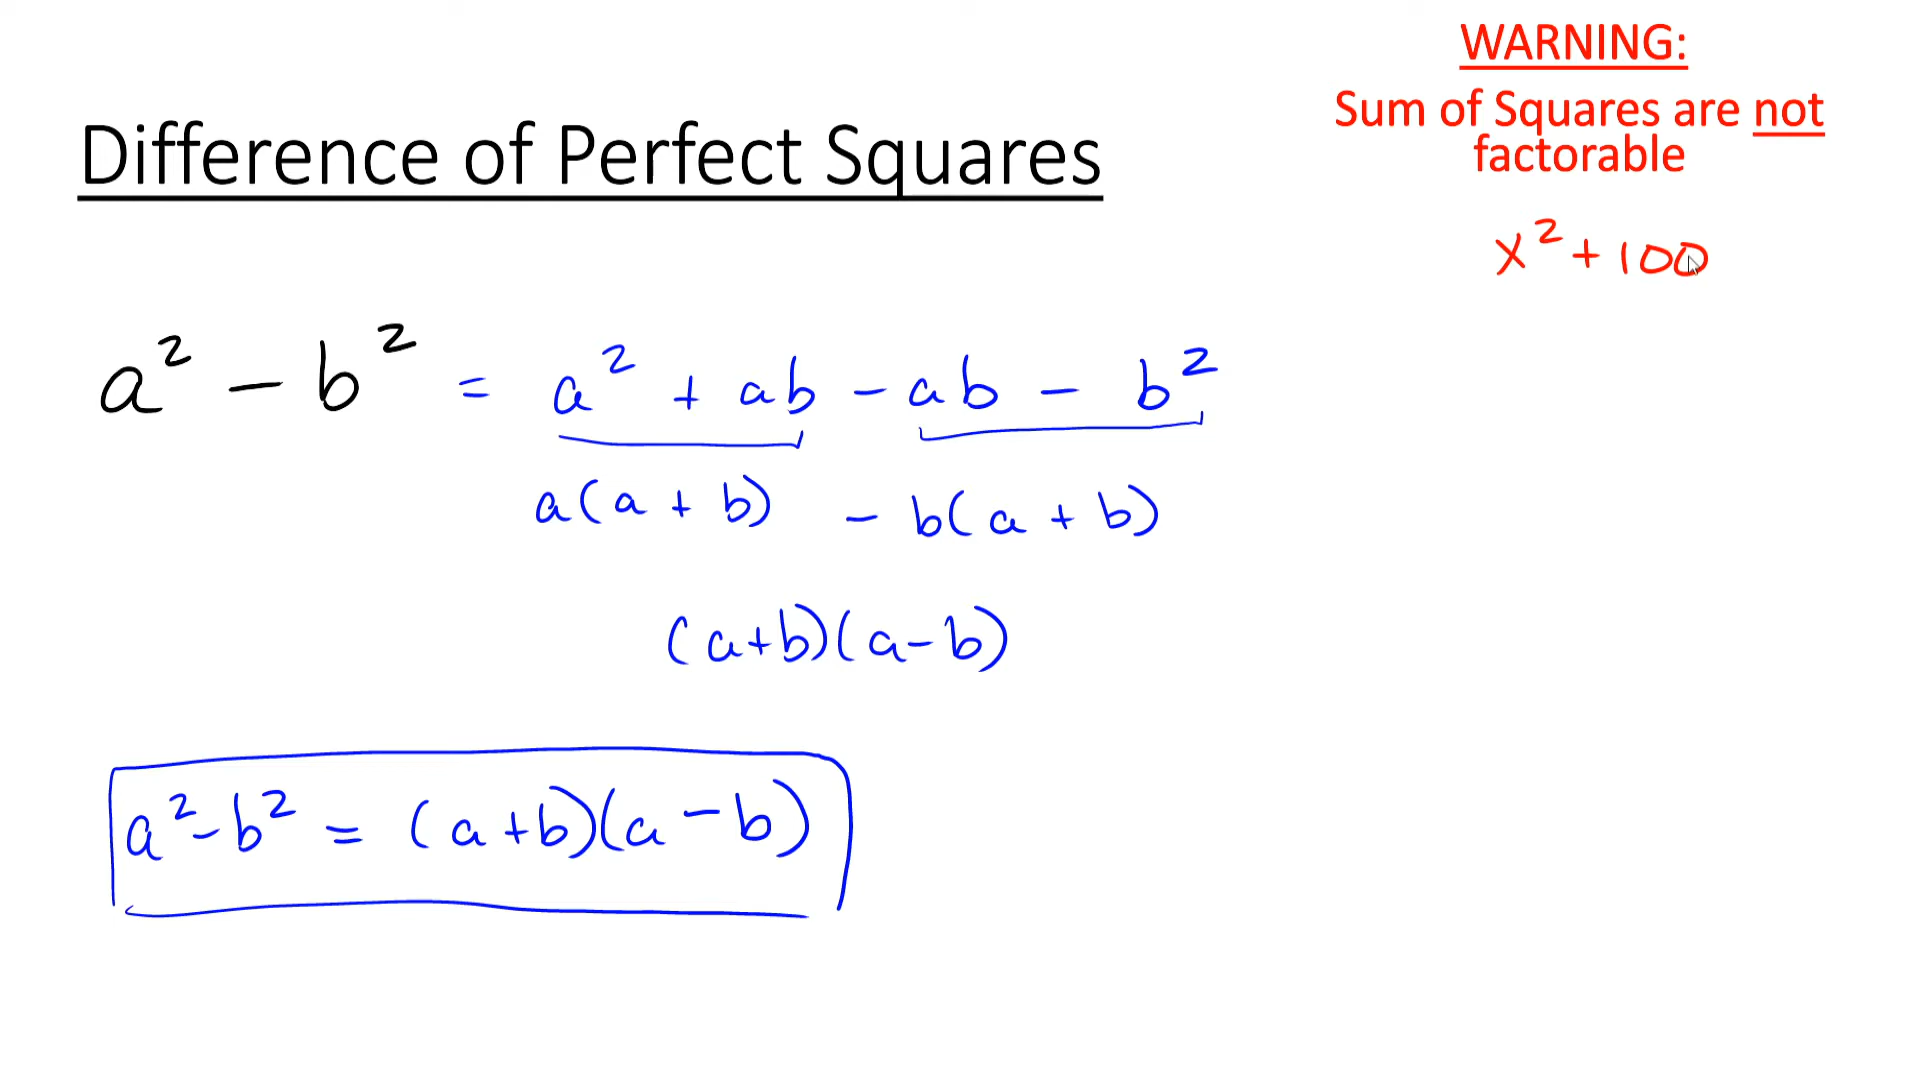 WARNING:
Sum of Squares are not
factorable
x² + 100
Difference of Perfect Squares
a² − b² = a² + ab − ab − b²
a(a + b) − b(a + b)
(a+b)(a−b)
a² − b² = (a+b)(a − b)